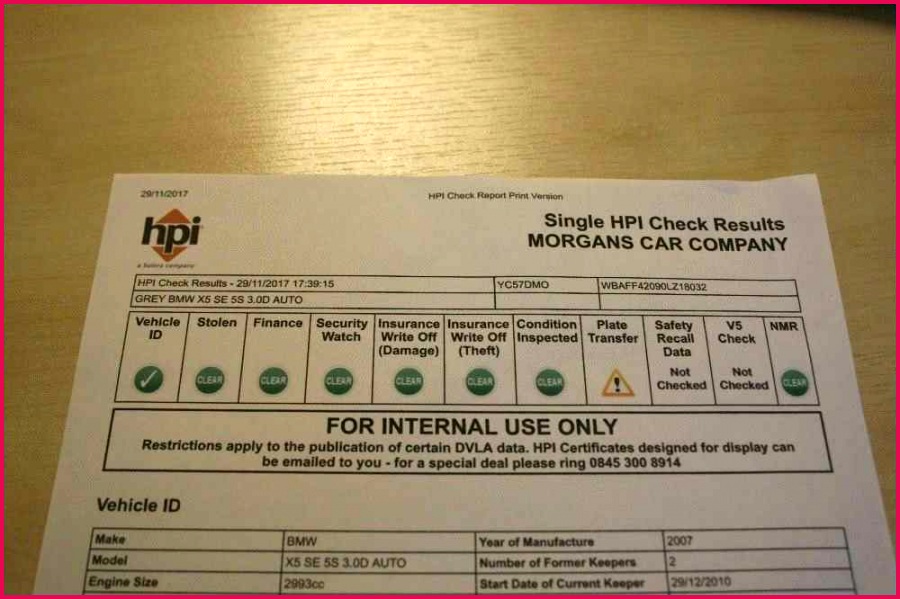 29/11/2017
HPI Check Report Print Version
hpi
a solera company
Single HPI Check Results
MORGANS CAR COMPANY
HPI Check Results - 29/11/2017 17:39:15 YC57DMO WBAFF42090LZ18032
GREY BMW X5 SE 5S 3.0D AUTO
Vehicle ID
Stolen
Finance
Security Watch
Insurance Write Off (Damage)
Insurance Write Off (Theft)
Condition Inspected
Plate Transfer
Safety Recall Data
V5 Check
NMR
CLEAR CLEAR CLEAR CLEAR CLEAR CLEAR ! Not Checked Not Checked CLEAR
FOR INTERNAL USE ONLY
Restrictions apply to the publication of certain DVLA data. HPI Certificates designed for display can
be emailed to you - for a special deal please ring 0845 300 8914
Vehicle ID
Make BMW Year of Manufacture 2007
Model X5 SE 5S 3.0D AUTO Number of Former Keepers 2
Engine Size 2993cc Start Date of Current Keeper 29/12/2010